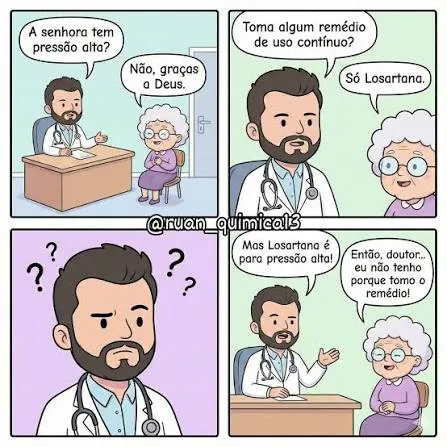 A senhora tem
pressão alta?
Não, graças
a Deus.
Toma algum remédio
de uso contínuo?
Só Losartana.
@ruan_quimica13
? ? ? ?
Mas Losartana é
para pressão alta!
Então, doutor...
eu não tenho
porque tomo o
remédio!